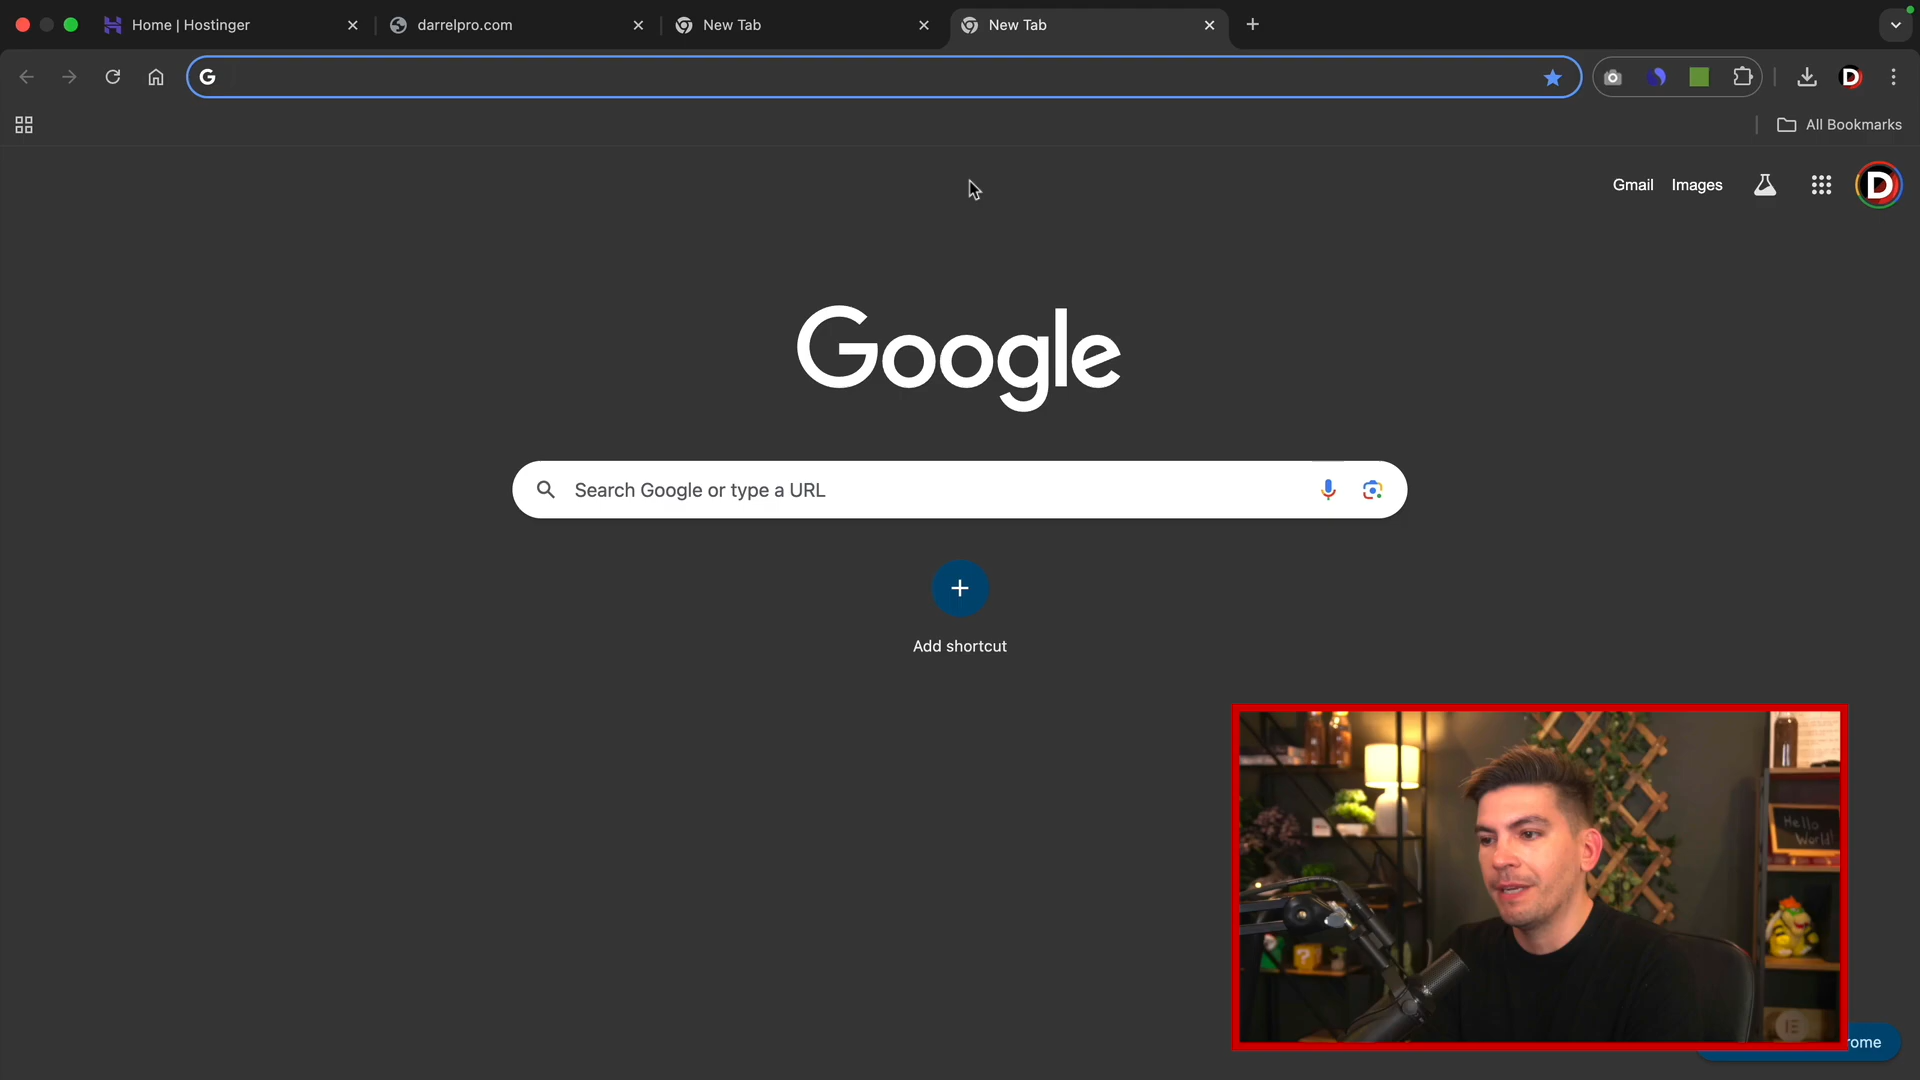 Home | Hostinger
darrelpro.com
New Tab
New Tab
All Bookmarks
Gmail
Images
Google
Search Google or type a URL
Add shortcut
Hello
World!